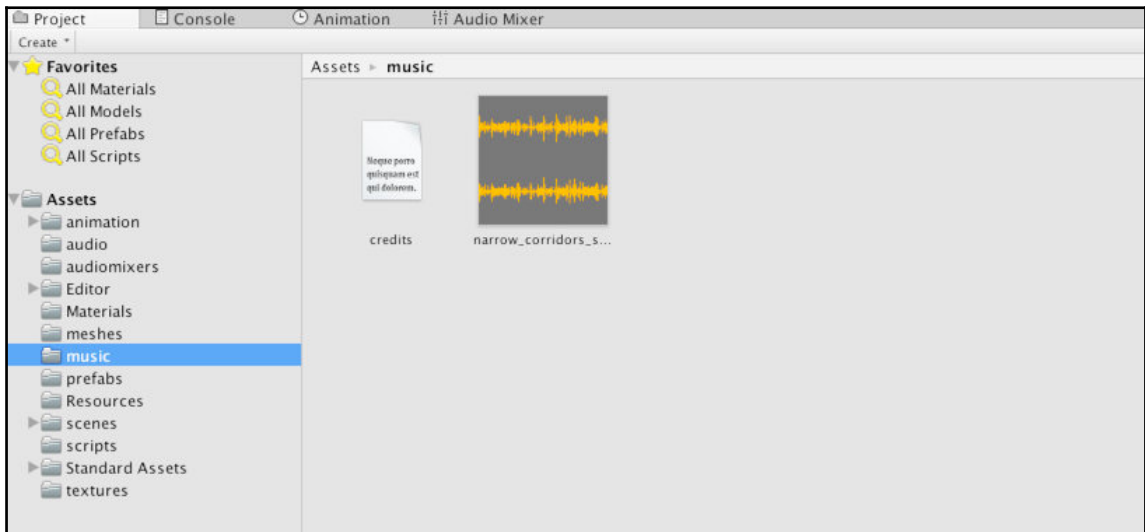 Project
Console
Animation
Audio Mixer
Create
Favorites
All Materials
All Models
All Prefabs
All Scripts
Assets
animation
audio
audiomixers
Editor
Materials
meshes
music
prefabs
Resources
scenes
scripts
Standard Assets
textures
Assets music
Neque porro
quisquam est
qui dolorem.
credits
narrow_corridors_s...